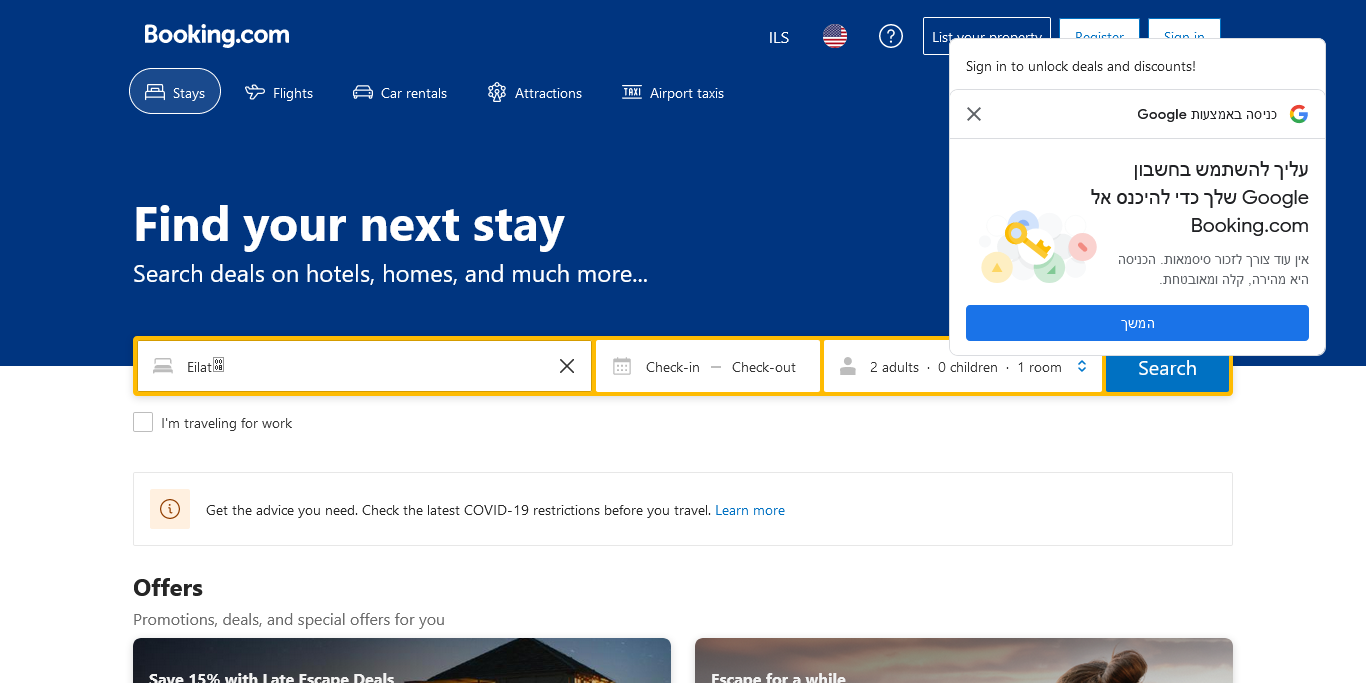 Booking.com
ILS
List your property
Register
Sign in
Stays
Flights
Car rentals
Attractions
TAXI
Airport taxis
Sign in to unlock deals and discounts!
כניסה באמצעות Google
עליך להשתמש בחשבון
Google שלך כדי להיכנס אל
Booking.com
אין עוד צורך לזכור סיסמאות. הכניסה
היא מהירה, קלה ומאובטחת.
המשך
Find your next stay
Search deals on hotels, homes, and much more...
Eilat
Check-in — Check-out
2 adults · 0 children · 1 room
Search
I'm traveling for work
Get the advice you need. Check the latest COVID-19 restrictions before you travel. Learn more
Offers
Promotions, deals, and special offers for you
Save 15% with Late Escape Deals
Escape for a while